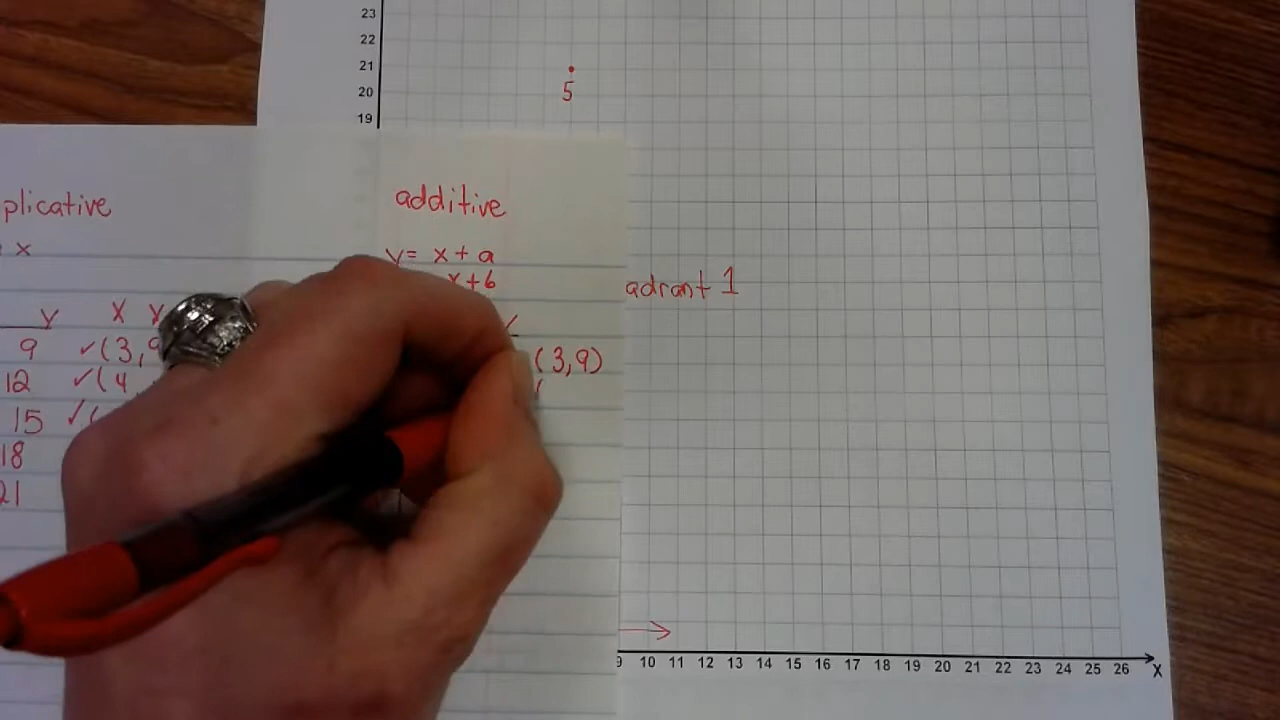 23
22
21
5
20
19
plicative
additive
x
y= x + a
x+6
adrant 1
y x y
9 ✓(3,9
(3,9)
12 ✓(4,
(
15 ✓(
18
21
9 10 11 12 13 14 15 16 17 18 19 20 21 22 23 24 25 26 x